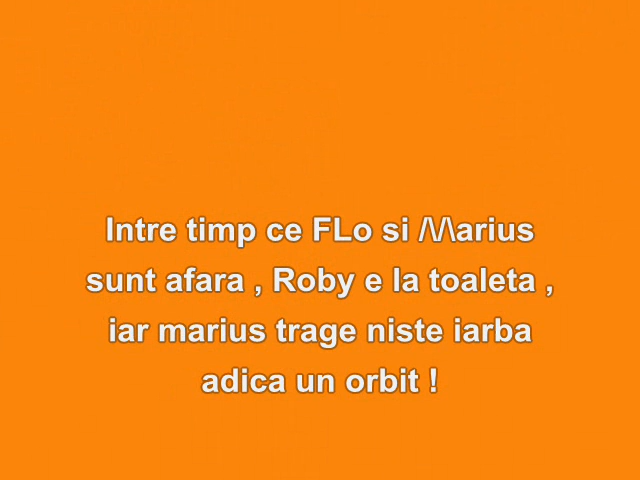 Intre timp ce FLo si /\/\arius
sunt afara , Roby e la toaleta ,
iar marius trage niste iarba
adica un orbit !